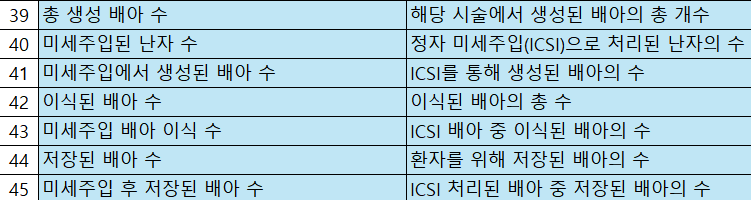 39 총 생성 배아 수 해당 시술에서 생성된 배아의 총 개수
40 미세주입된 난자 수 정자 미세주입(ICSI)으로 처리된 난자의 수
41 미세주입에서 생성된 배아 수 ICSI를 통해 생성된 배아의 수
42 이식된 배아 수 이식된 배아의 총 수
43 미세주입 배아 이식 수 ICSI 배아 중 이식된 배아의 수
44 저장된 배아 수 환자를 위해 저장된 배아의 수
45 미세주입 후 저장된 배아 수 ICSI 처리된 배아 중 저장된 배아의 수